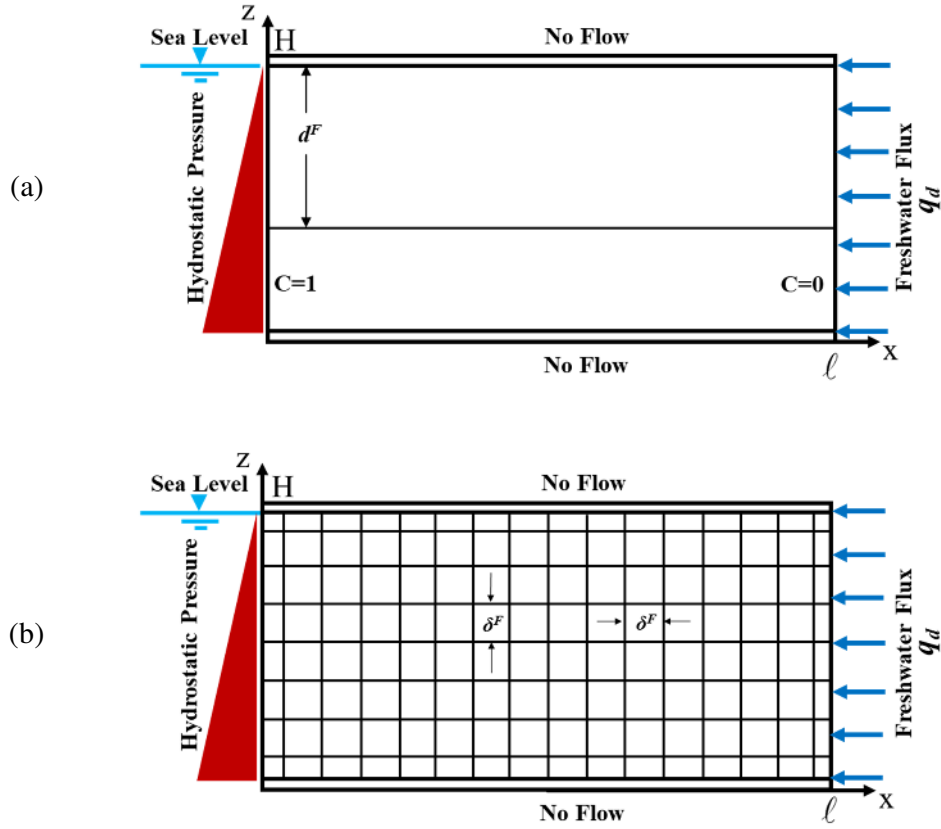 (a)
z
H
Sea Level
No Flow
Hydrostatic Pressure
d^F
C=1
C=0
Freshwater Flux
q_d
x
ℓ
No Flow
(b)
z
H
Sea Level
No Flow
Hydrostatic Pressure
δ^F
δ^F
Freshwater Flux
q_d
x
ℓ
No Flow